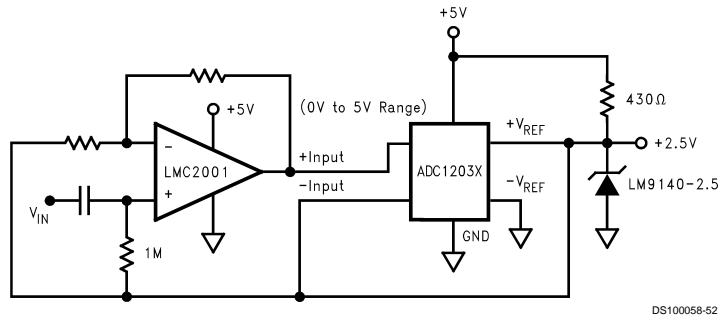 +5V
+5V
(0V to 5V Range)
430Ω
+VREF
+2.5V
-
LMC2001
+
+Input
-Input
ADC1203X
-VREF
LM9140-2.5
VIN
1M
GND
DS100058-52